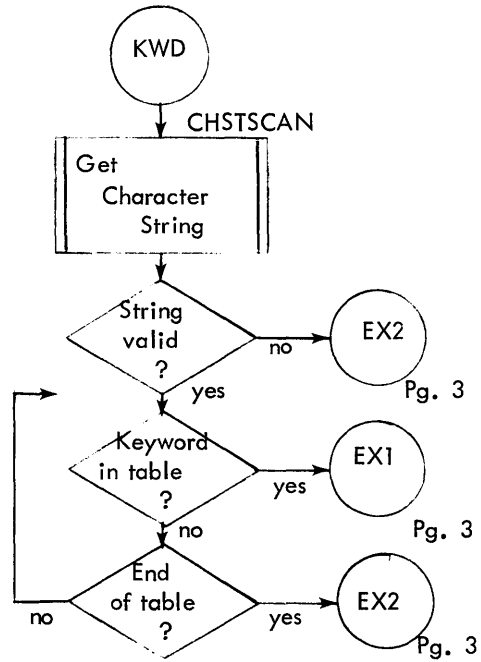 KWD
CHSTSCAN
Get
Character
String
String
valid
?
no
EX2
Pg. 3
yes
Keyword
in table
?
yes
EX1
Pg. 3
no
End
of table
?
no
yes
EX2
Pg. 3